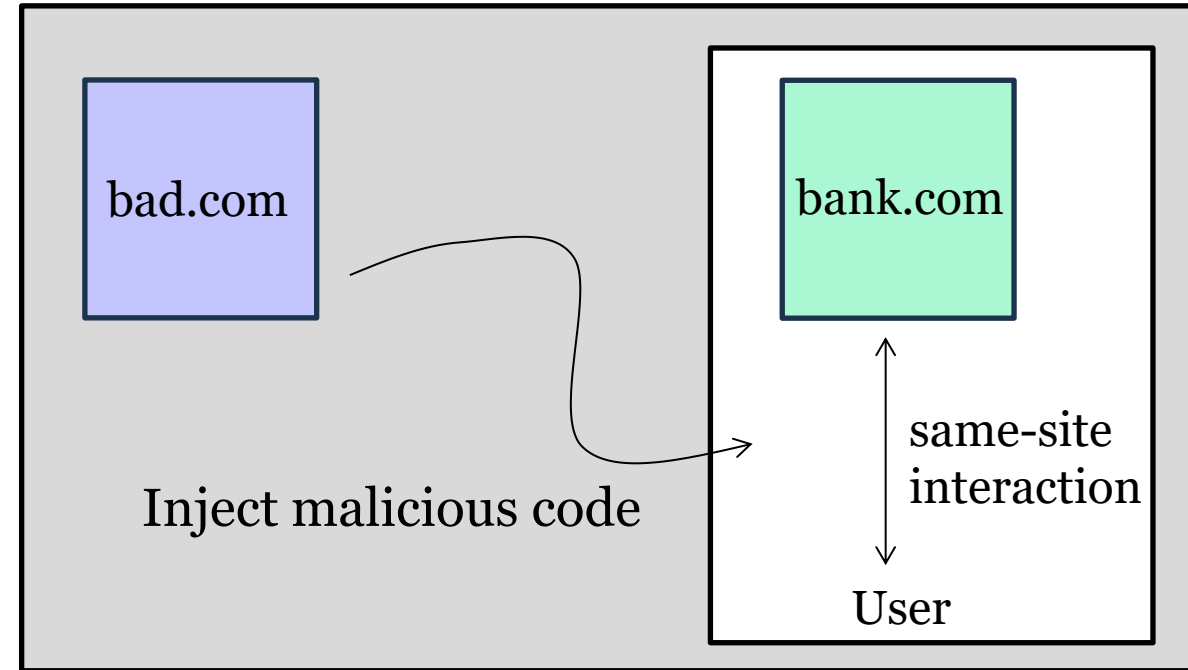 bad.com
bank.com
same-site
interaction
Inject malicious code
User